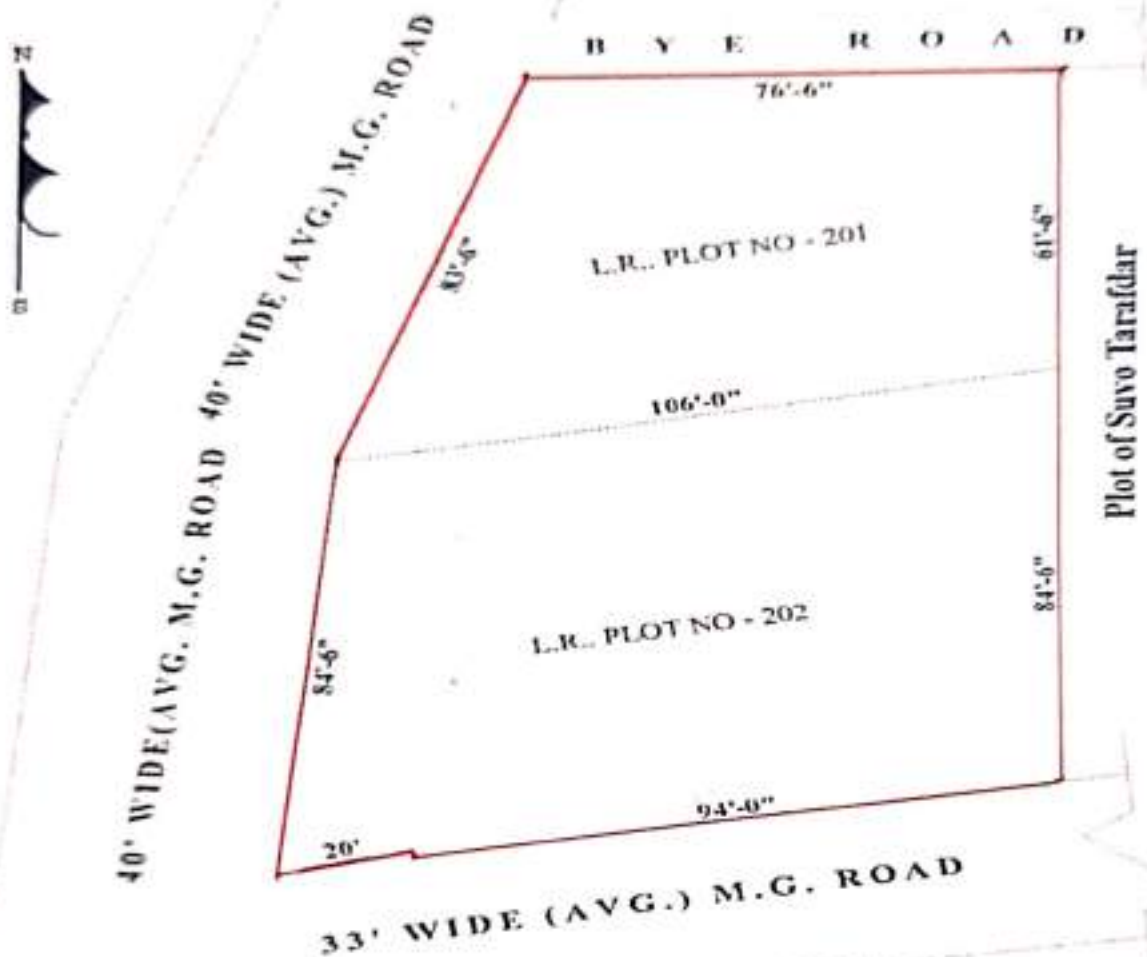 B Y E R O A D
76'-6"
40' WIDE (AVG.) M.G. ROAD
83'-6"
L.R.. PLOT NO - 201
61'-6"
Plot of Suvo Tarafdar
106'-0"
40' WIDE(AVG. M.G. ROAD
84'-6"
L.R.. PLOT NO - 202
84'-6"
94'-0"
20'
33' WIDE (AVG.) M.G. ROAD